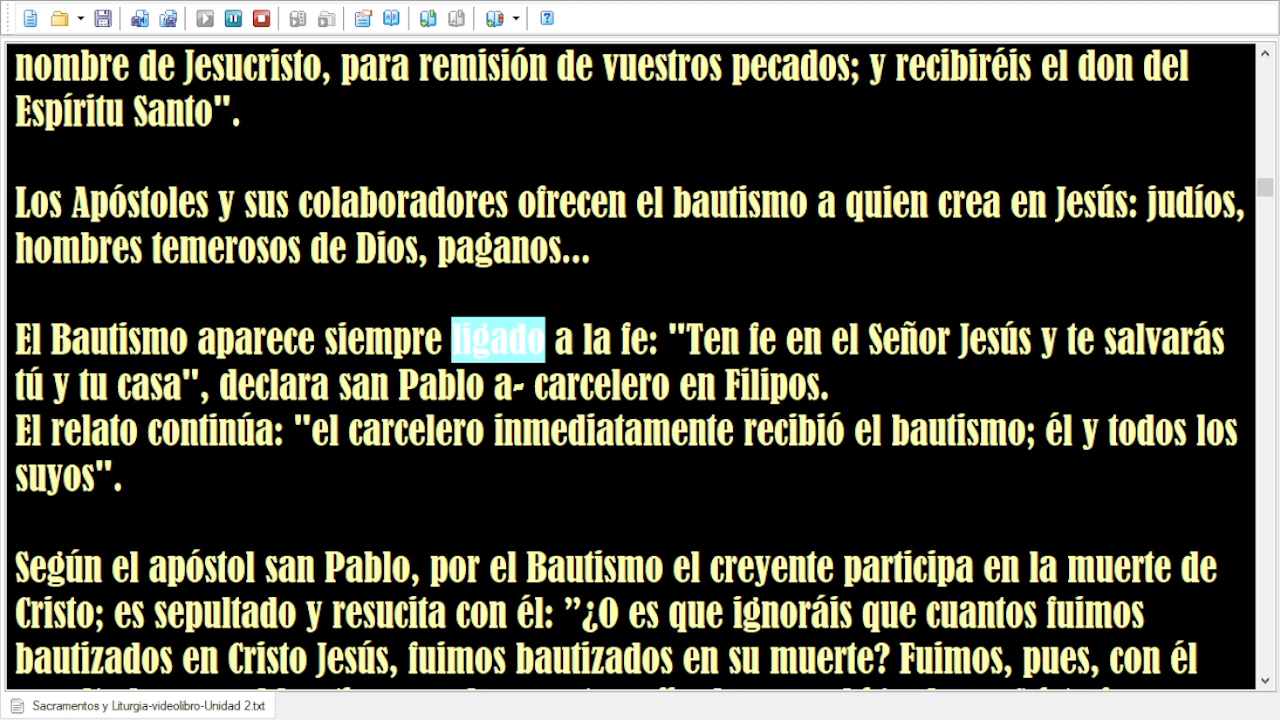 nombre de Jesucristo, para remisión de vuestros pecados; y recibiréis el don del
Espíritu Santo".
Los Apóstoles y sus colaboradores ofrecen el bautismo a quien crea en Jesús: judíos,
hombres temerosos de Dios, paganos...
El Bautismo aparece siempre ligado a la fe: "Ten fe en el Señor Jesús y te salvarás
tú y tu casa", declara san Pablo a- carcelero en Filipos.
El relato continúa: "el carcelero inmediatamente recibió el bautismo; él y todos los
suyos".
Según el apóstol san Pablo, por el Bautismo el creyente participa en la muerte de
Cristo; es sepultado y resucita con él: ”¿O es que ignoráis que cuantos fuimos
bautizados en Cristo Jesús, fuimos bautizados en su muerte? Fuimos, pues, con él
Sacramentos y Liturgia-videolibro-Unidad 2.txt